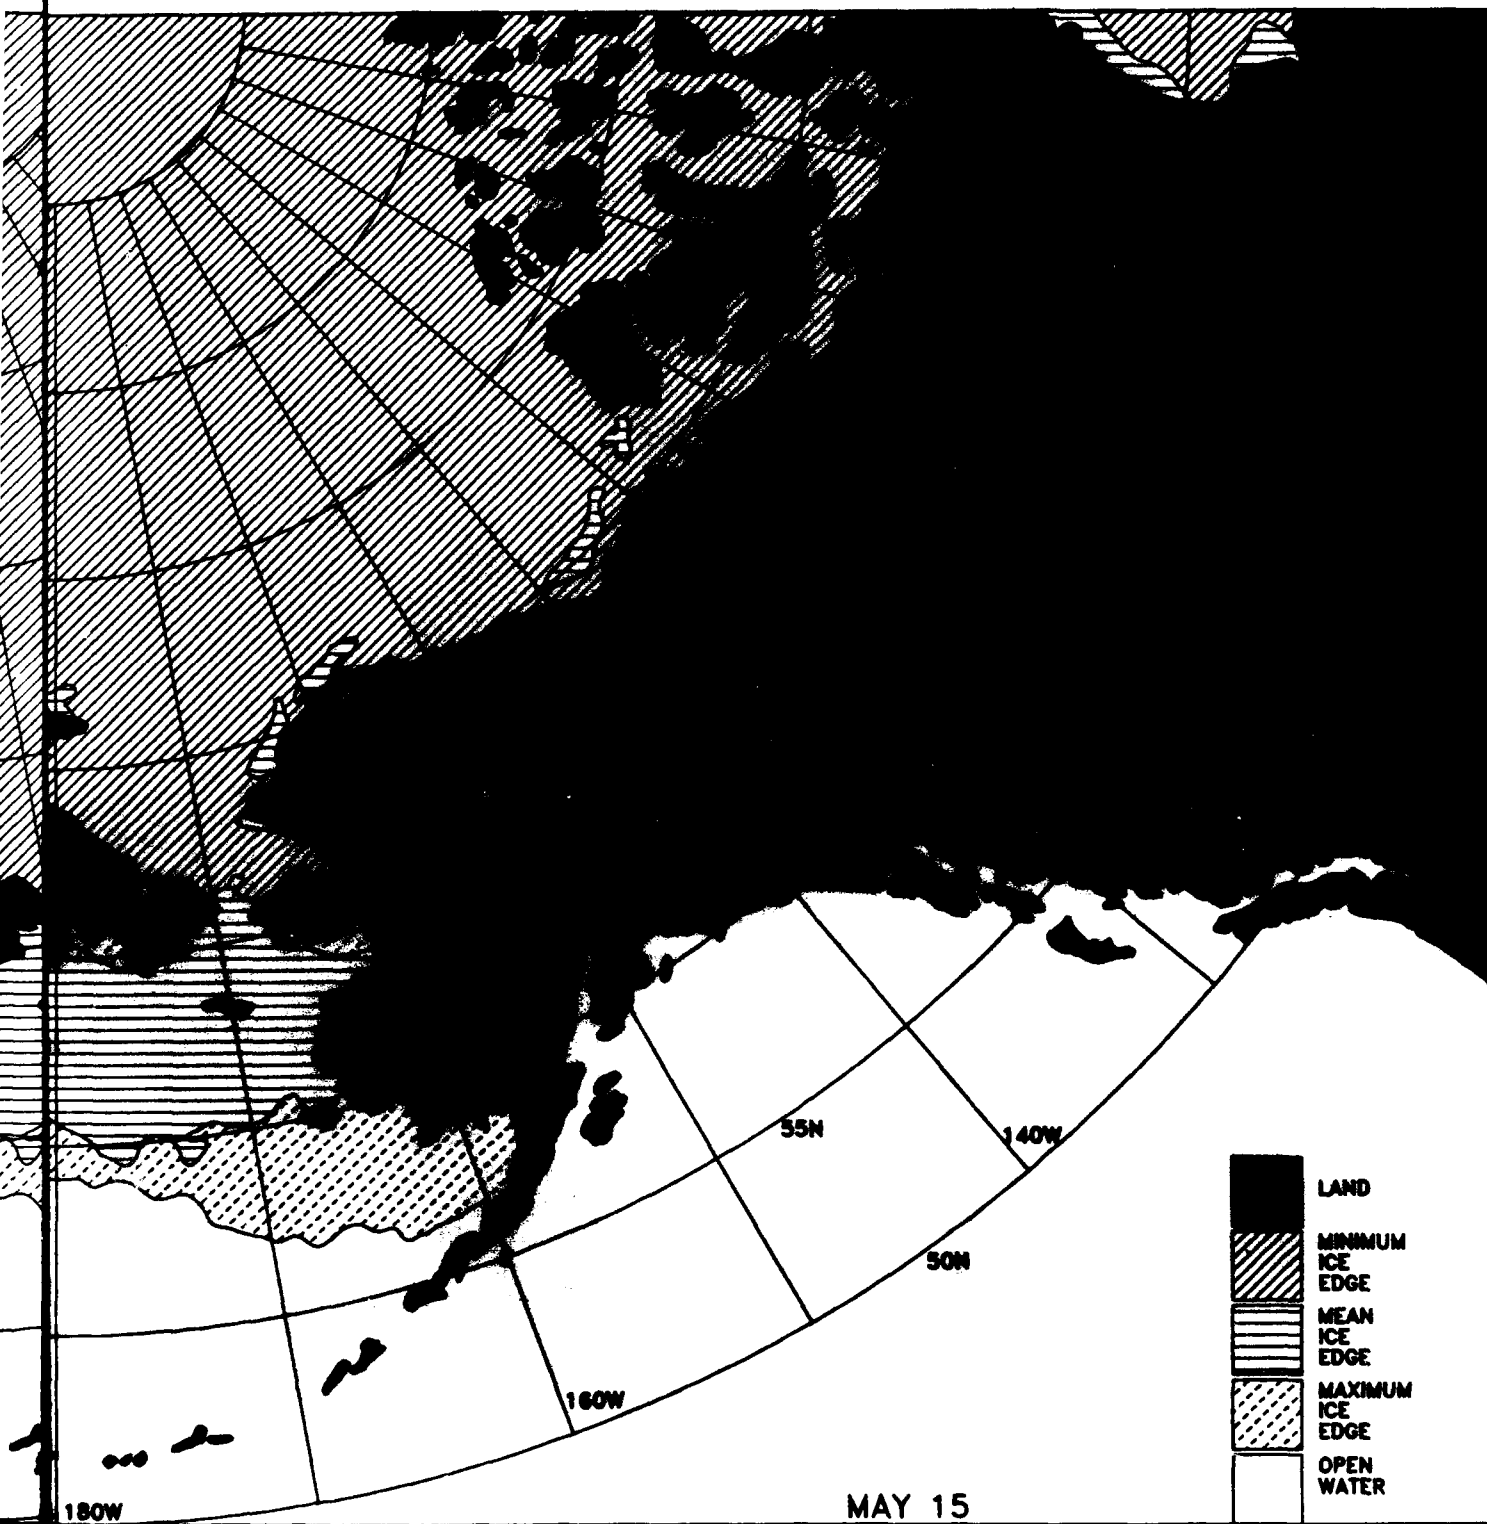 55N
140W
50N
160W
180W
MAY 15
LAND
MINIMUM
ICE
EDGE
MEAN
ICE
EDGE
MAXIMUM
ICE
EDGE
OPEN
WATER